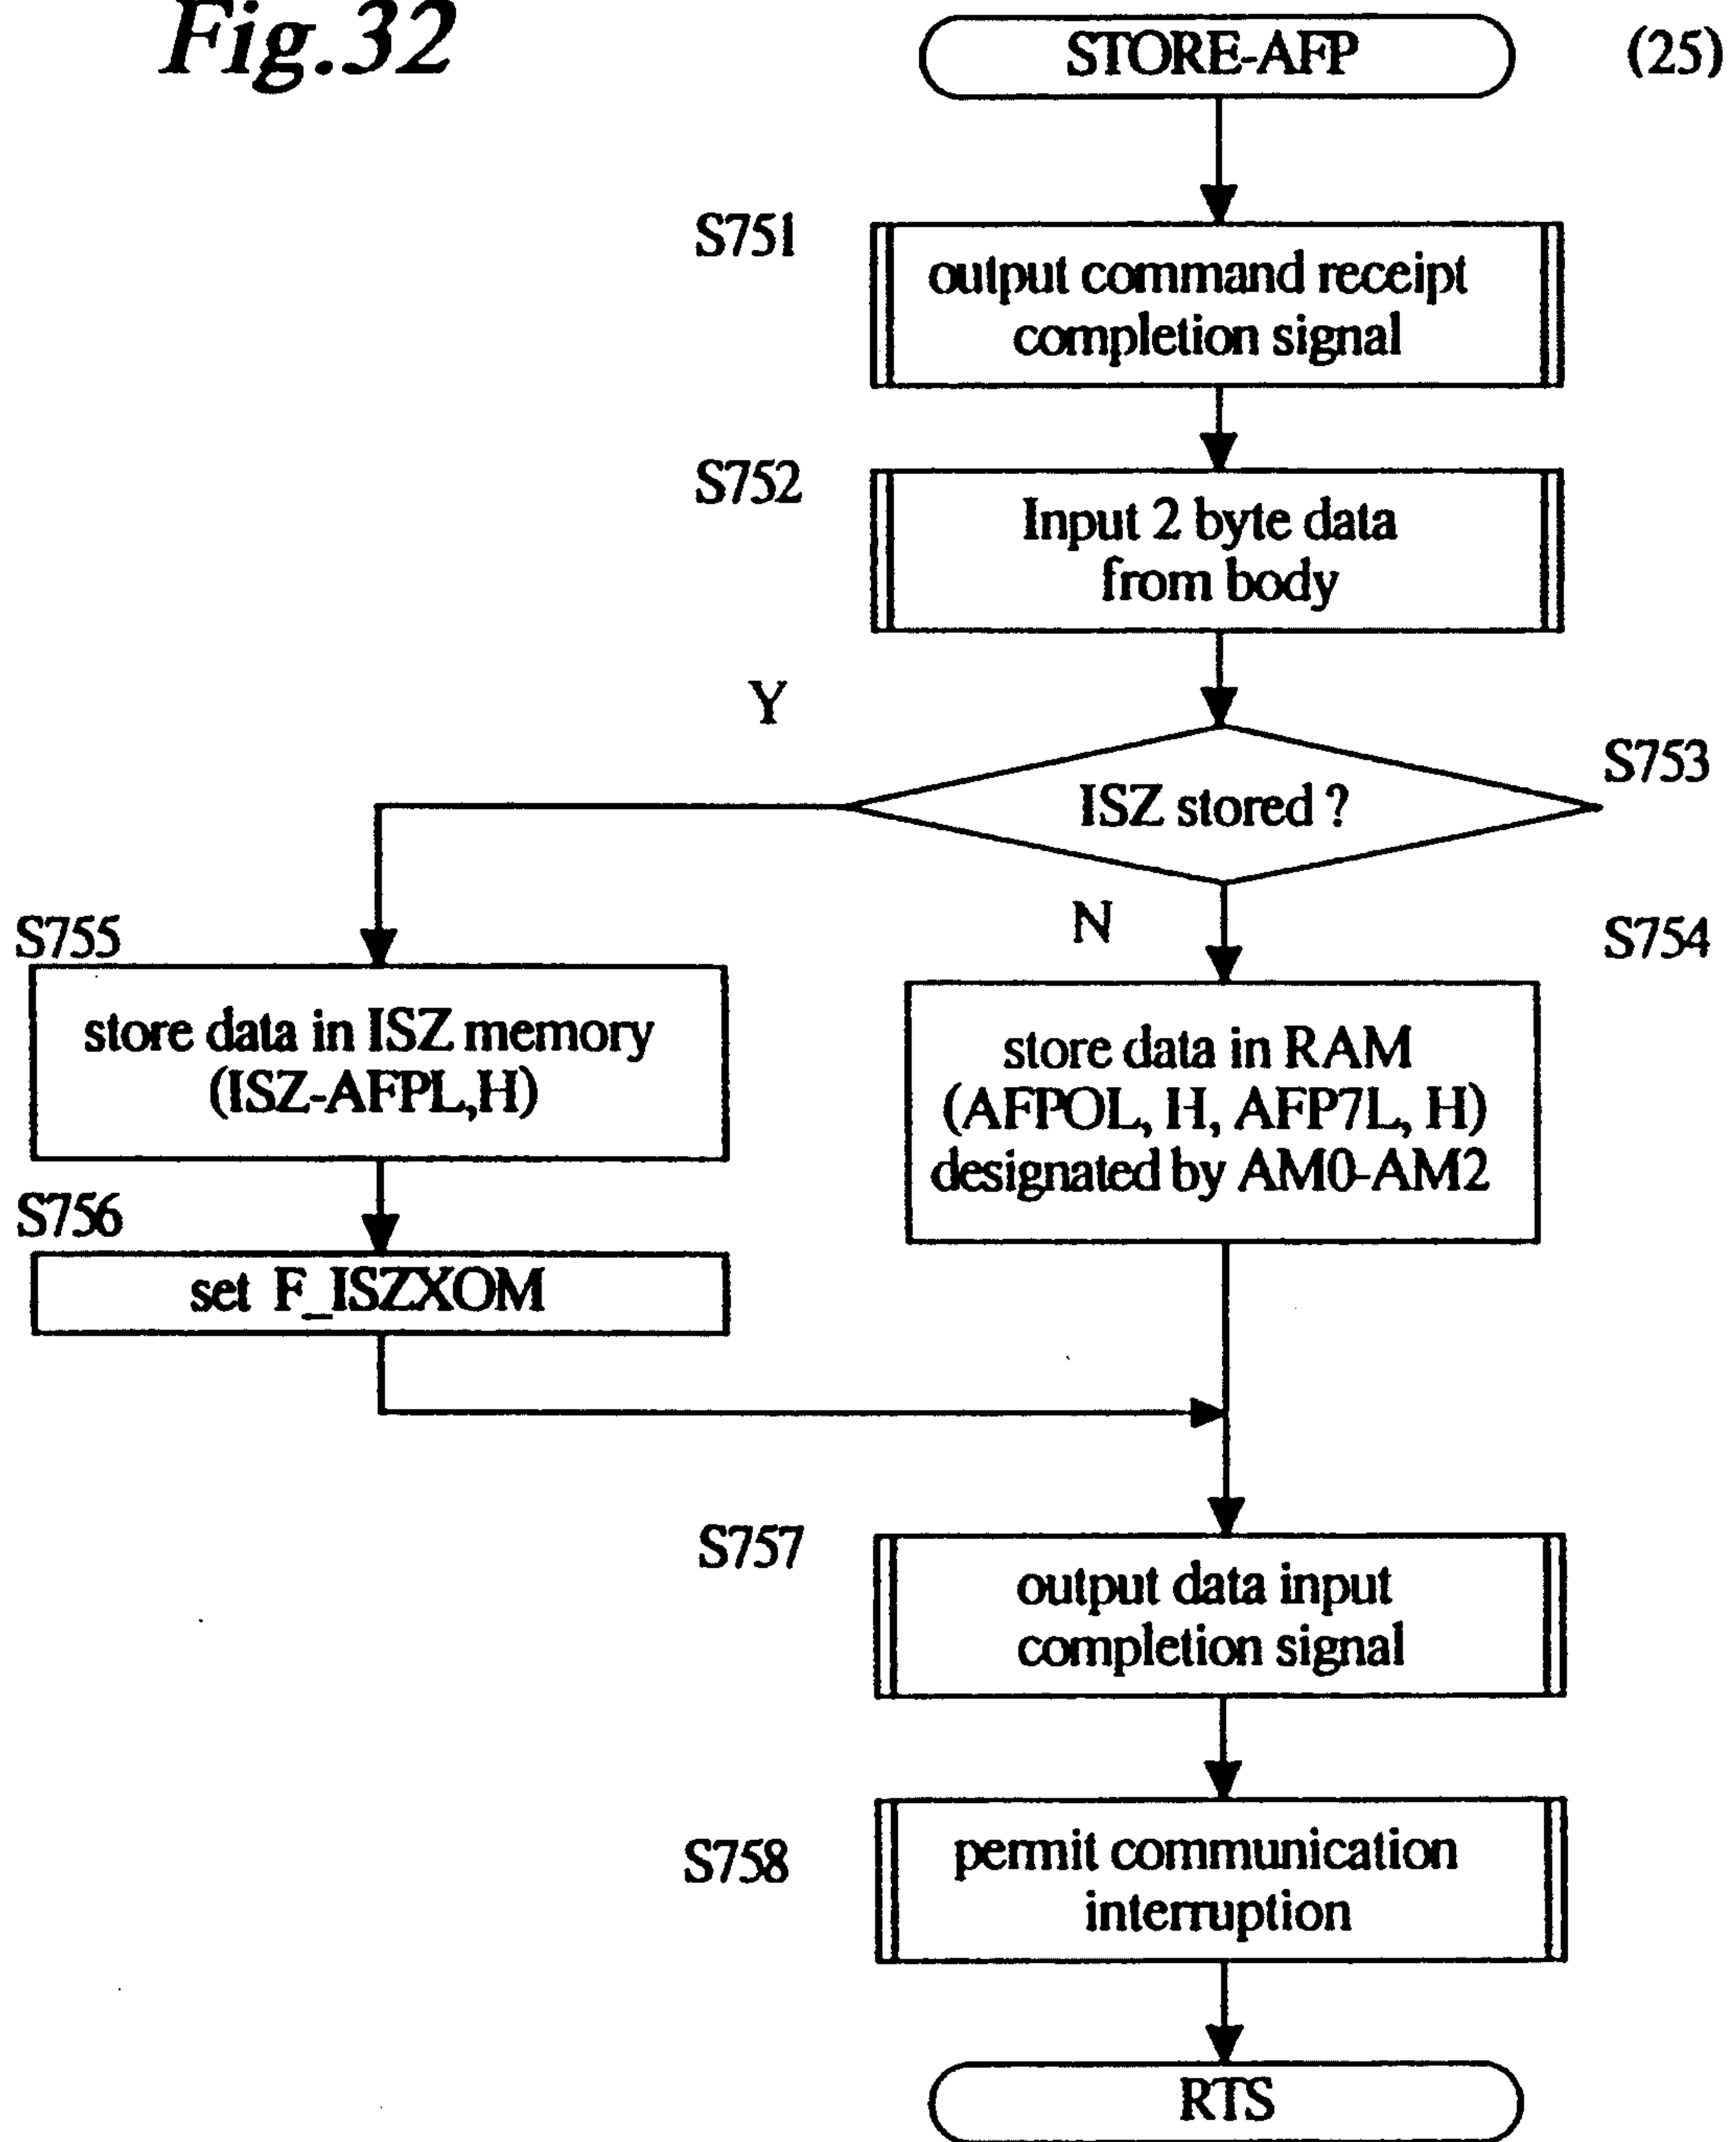 Fig.32
STORE-AFP
(25)
S751
output command receipt
completion signal
S752
Input 2 byte data
from body
Y
S753
ISZ stored ?
N
S755
store data in ISZ memory
(ISZ-AFPL,H)
S754
store data in RAM
(AFPOL, H, AFP7L, H)
designated by AM0-AM2
S756
set F_ISZXOM
S757
output data input
completion signal
S758
permit communication
interruption
RTS